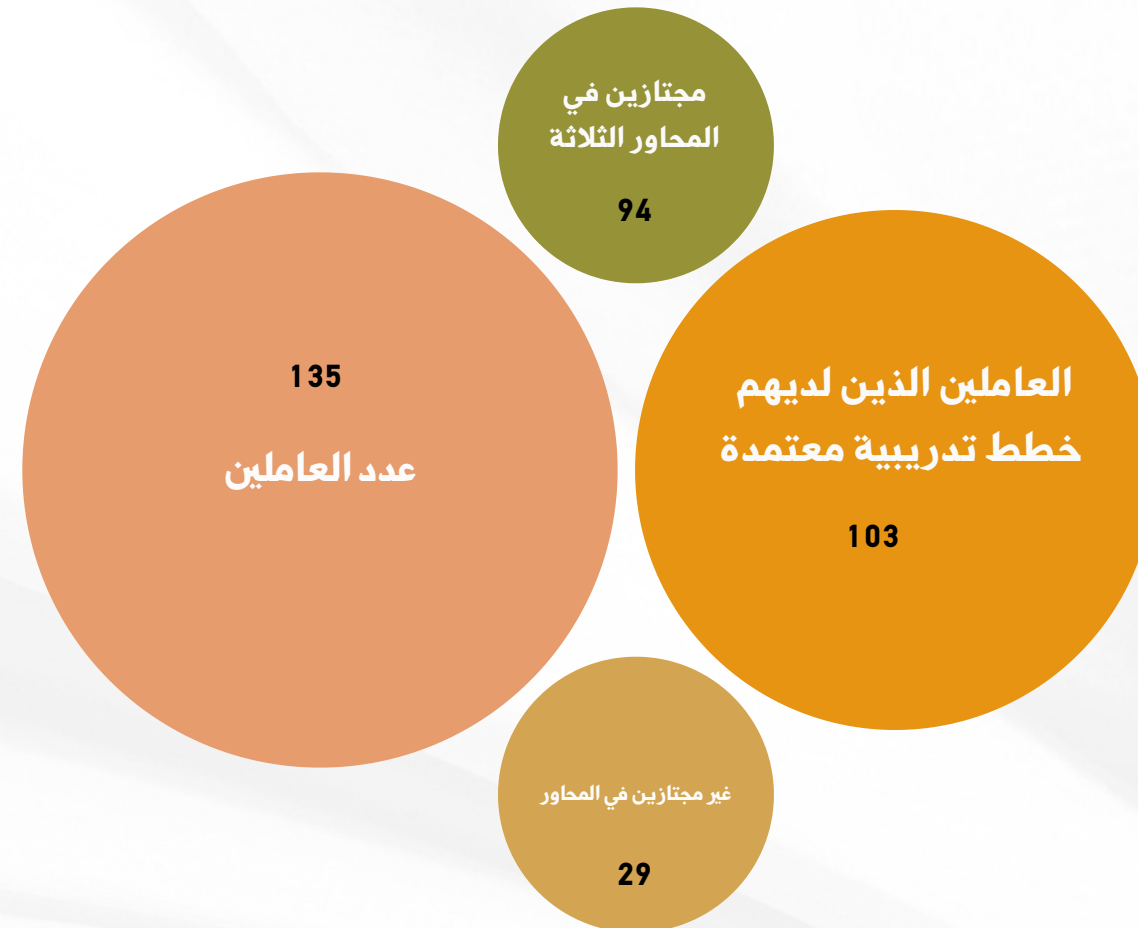 مجتازين في
المحاور الثلاثة
94
العاملين الذين لديهم
خطط تدريبية معتمدة
103
135
عدد العاملين
غير مجتازين في المحاور
29